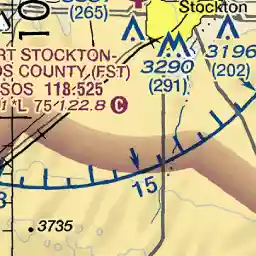 10
(265)
Stockton
RT STOCKTON-
OS COUNTY (FST)
SOS 118.525
*L 75 122.8 C
3290
(291)
3196
(202)
15
3735